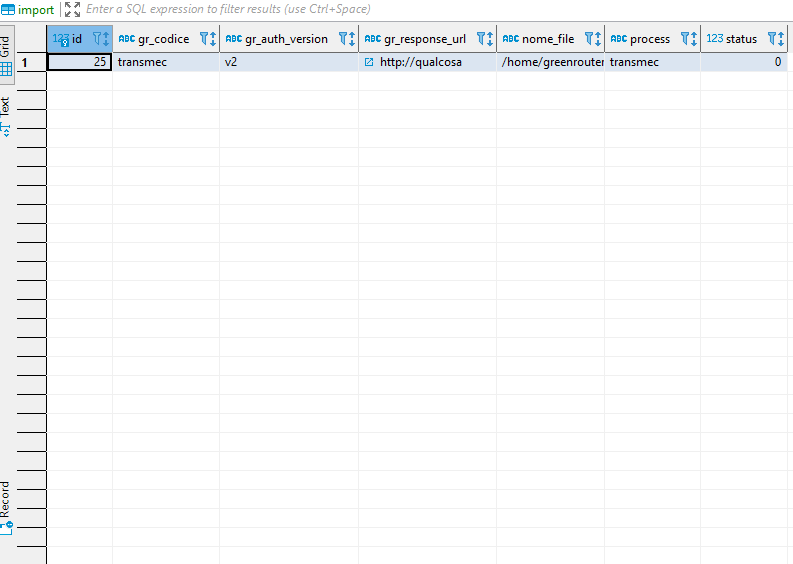 import Enter a SQL expression to filter results (use Ctrl+Space)
Grid
123 id ABC gr_codice ABC gr_auth_version ABC gr_response_url ABC nome_file ABC process 123 status
1 25 transmec v2 http://qualcosa /home/greenrouter transmec 0
Text
Record